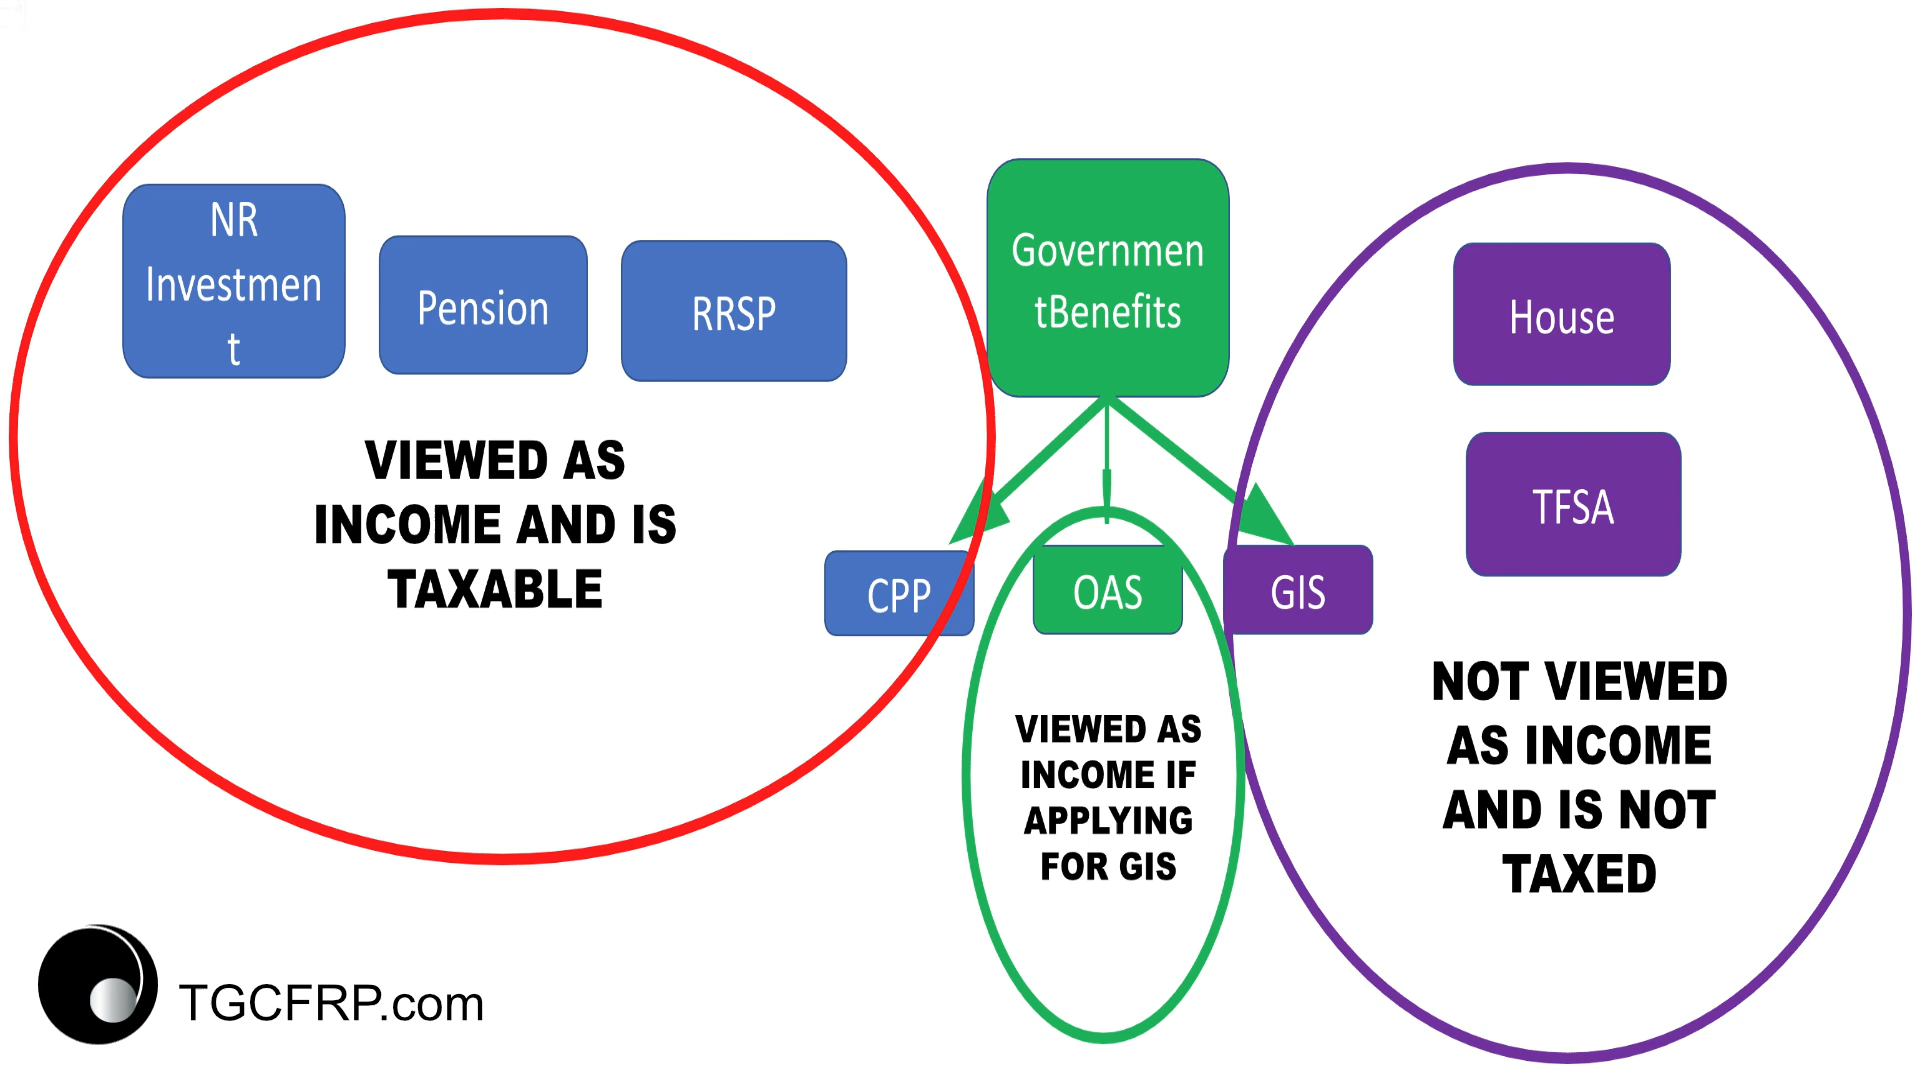 NR
Investmen
t
Pension
RRSP
VIEWED AS
INCOME AND IS
TAXABLE
Governmen
tBenefits
CPP
OAS
GIS
VIEWED AS
INCOME IF
APPLYING
FOR GIS
House
TFSA
NOT VIEWED
AS INCOME
AND IS NOT
TAXED
TGCFRP.com